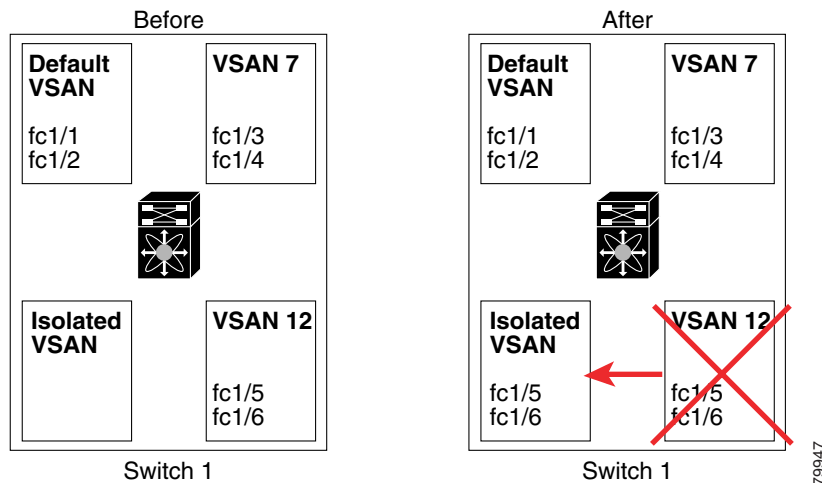 Before
Default
VSAN
fc1/1
fc1/2
VSAN 7
fc1/3
fc1/4
Isolated
VSAN
VSAN 12
fc1/5
fc1/6
Switch 1
After
Default
VSAN
fc1/1
fc1/2
VSAN 7
fc1/3
fc1/4
Isolated
VSAN
fc1/5
fc1/6
VSAN 12
fc1/5
fc1/6
Switch 1
79947